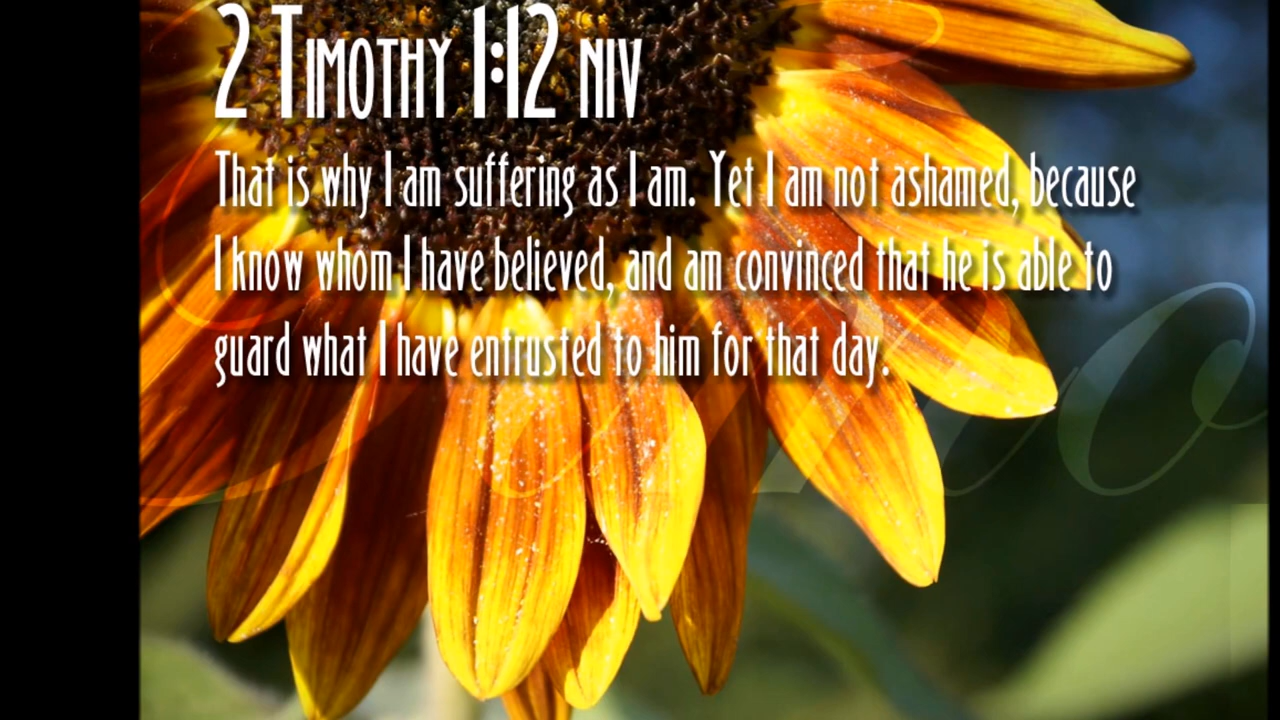 2 Timothy 1:12 NIV
That is why I am suffering as I am. Yet I am not ashamed, because
I know whom I have believed, and am convinced that he is able to
guard what I have entrusted to him for that day.